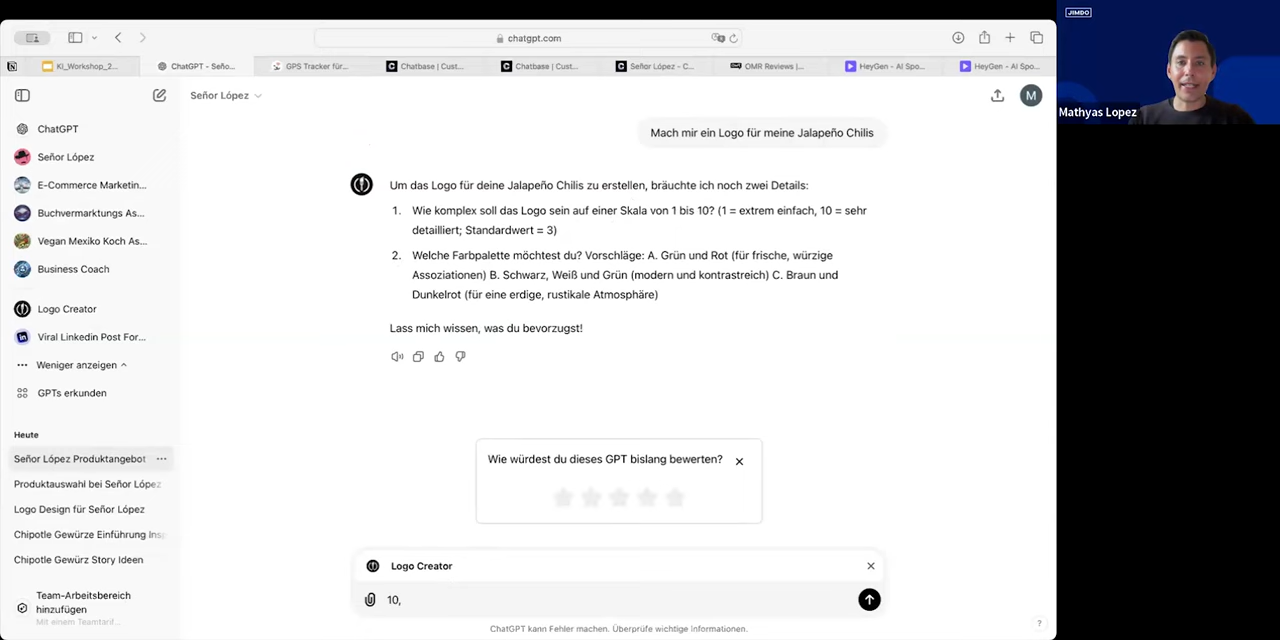 JIMDO
chatgpt.com
KI_Workshop_2...
ChatGPT - Seño...
GPS Tracker für...
Chatbase | Cust...
Chatbase | Cust...
Señor López - C...
OMR Reviews |...
HeyGen - AI Spo...
HeyGen - AI Spo...
Mathyas Lopez
Señor López
M
ChatGPT
Señor López
E-Commerce Marketin...
Buchvermarktungs As...
Vegan Mexiko Koch As...
Business Coach
Logo Creator
Viral Linkedin Post For...
Weniger anzeigen
GPTs erkunden
Heute
Señor López Produktangebot
Produktauswahl bei Señor López
Logo Design für Señor López
Chipotle Gewürze Einführung Ins
Chipotle Gewürz Story Ideen
Team-Arbeitsbereich
hinzufügen
Mit einem Teamtarif...
Mach mir ein Logo für meine Jalapeño Chilis
Um das Logo für deine Jalapeño Chilis zu erstellen, bräuchte ich noch zwei Details:
1. Wie komplex soll das Logo sein auf einer Skala von 1 bis 10? (1 = extrem einfach, 10 = sehr
detailliert; Standardwert = 3)
2. Welche Farbpalette möchtest du? Vorschläge: A. Grün und Rot (für frische, würzige
Assoziationen) B. Schwarz, Weiß und Grün (modern und kontrastreich) C. Braun und
Dunkelrot (für eine erdige, rustikale Atmosphäre)
Lass mich wissen, was du bevorzugst!
Wie würdest du dieses GPT bislang bewerten?
Logo Creator
10,
ChatGPT kann Fehler machen. Überprüfe wichtige Informationen.
?